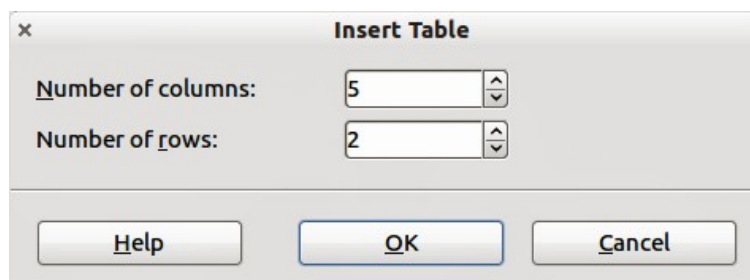 Insert Table
Number of columns: 5
Number of rows: 2
Help OK Cancel